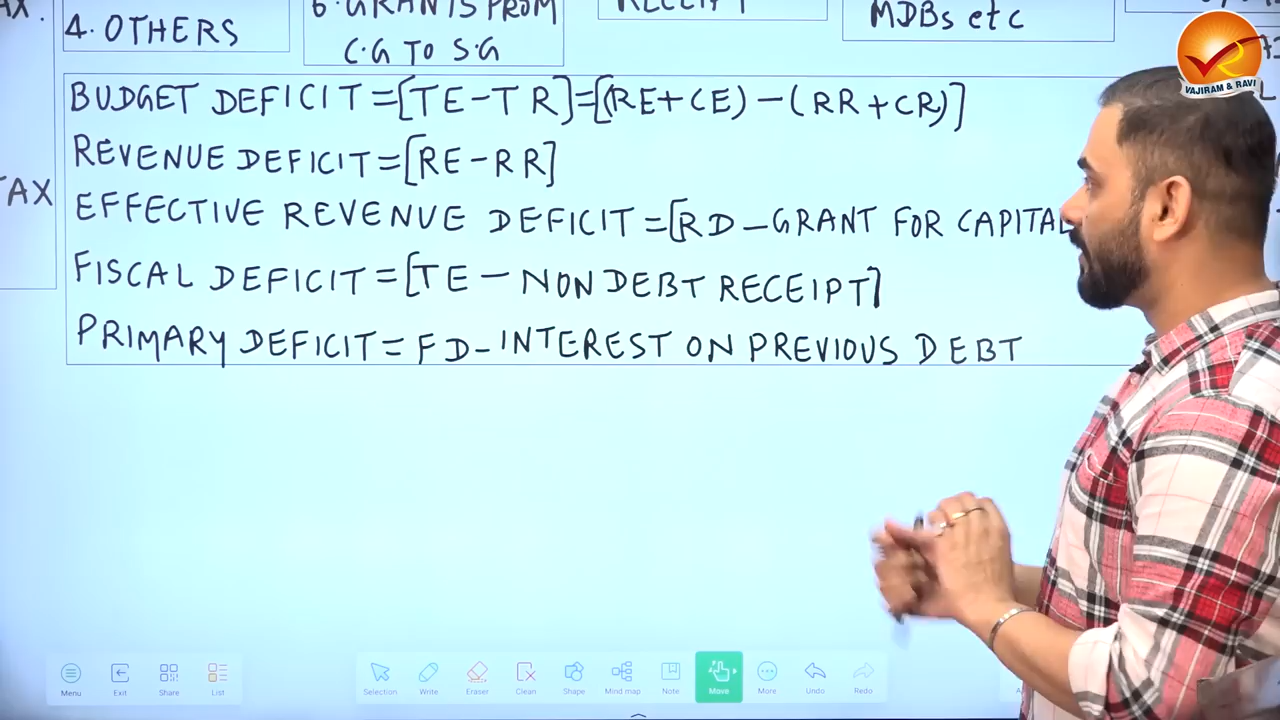 AX.
4. OTHERS
6. GRANTS FROM
C.G TO S.G
RECEIPT
MDBs etc
VAJIRAM & RAVI
BUDGET DEFICIT = [TE - TR] = [(RE + CE) - (RR + CR)]
REVENUE DEFICIT = [RE - RR]
TAX
EFFECTIVE REVENUE DEFICIT = [RD - GRANT FOR CAPITAL
FISCAL DEFICIT = [TE - NON DEBT RECEIPT]
PRIMARY DEFICIT = FD - INTEREST ON PREVIOUS DEBT
Menu Exit Share List Selection Write Eraser Clean Shape Mind map Note Move More Undo Redo